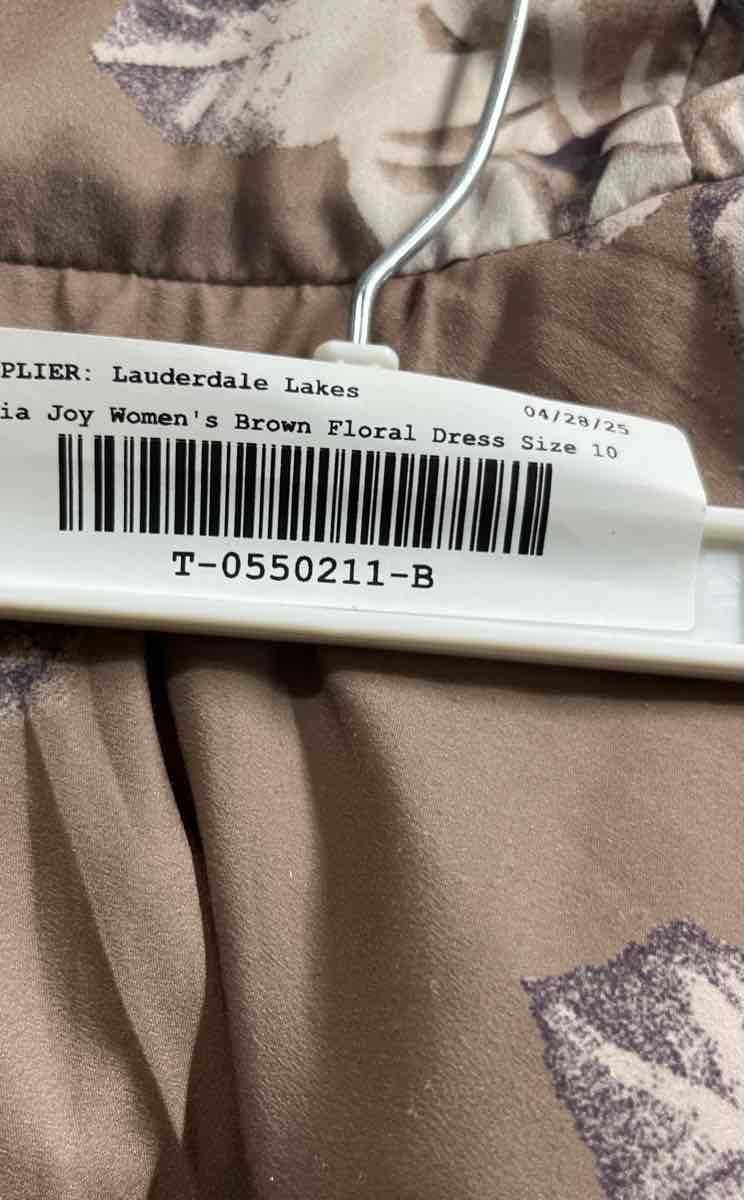 PLIER: Lauderdale Lakes
04/28/25
ia Joy Women's Brown Floral Dress Size 10
T-0550211-B